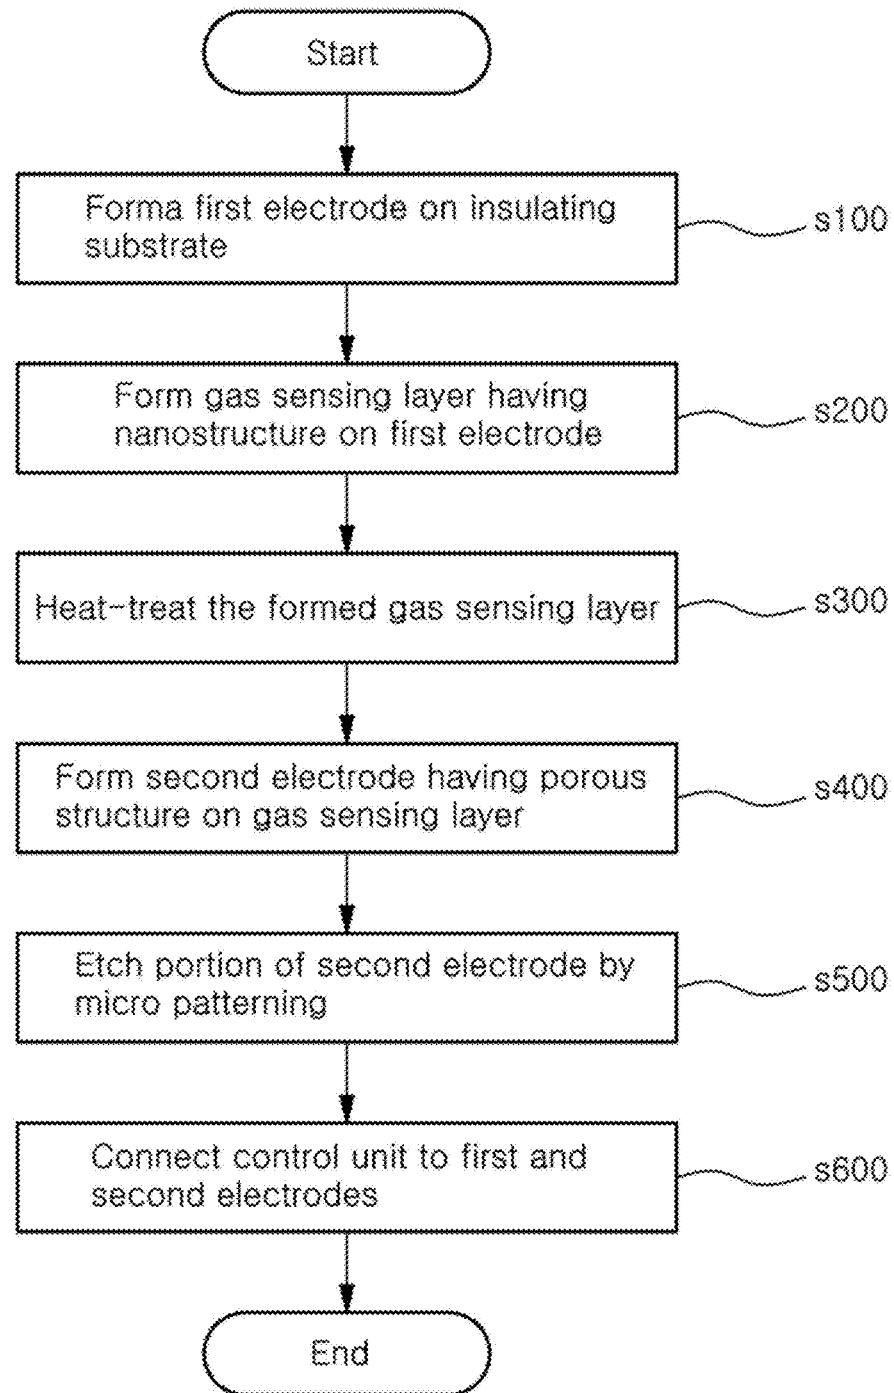 Start
Forma first electrode on insulating
substrate
s100
Form gas sensing layer having
nanostructure on first electrode
s200
Heat-treat the formed gas sensing layer
s300
Form second electrode having porous
structure on gas sensing layer
s400
Etch portion of second electrode by
micro patterning
s500
Connect control unit to first and
second electrodes
s600
End